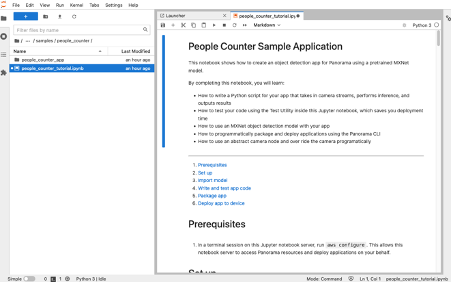 File Edit View Run Kernel Tabs Settings Help
Filter files by name
/ ··· / samples / people_counter /
Name Last Modified
people_counter_app an hour ago
people_counter_tutorial.ipynb an hour ago
Launcher
people_counter_tutorial.ipynb
Markdown
Python 3
People Counter Sample Application
This notebook shows how to create an object detection app for Panorama using a pretrained MXNet
model.
By completing this notebook, you will learn:
• How to write a Python script for your app that takes in camera streams, performs inference, and
outputs results
• How to test your code using the Test Utility inside this Jupyter notebook, which saves you deployment
time
• How to use an MXNet object detection model with your app
• How to programmatically package and deploy applications using the Panorama CLI
• How to use an abstract camera node and over ride the camera programatically
1. Prerequisites
2. Set up
3. Import model
4. Write and test app code
5. Package app
6. Deploy app to device
Prerequisites
1. In a terminal session on this Jupyter notebook server, run aws configure. This allows this
notebook server to access Panorama resources and deploy applications on your behalf.
Set up
Simple 0 1 Python 3 | Idle
Mode: Command Ln 1, Col 1 people_counter_tutorial.ipynb